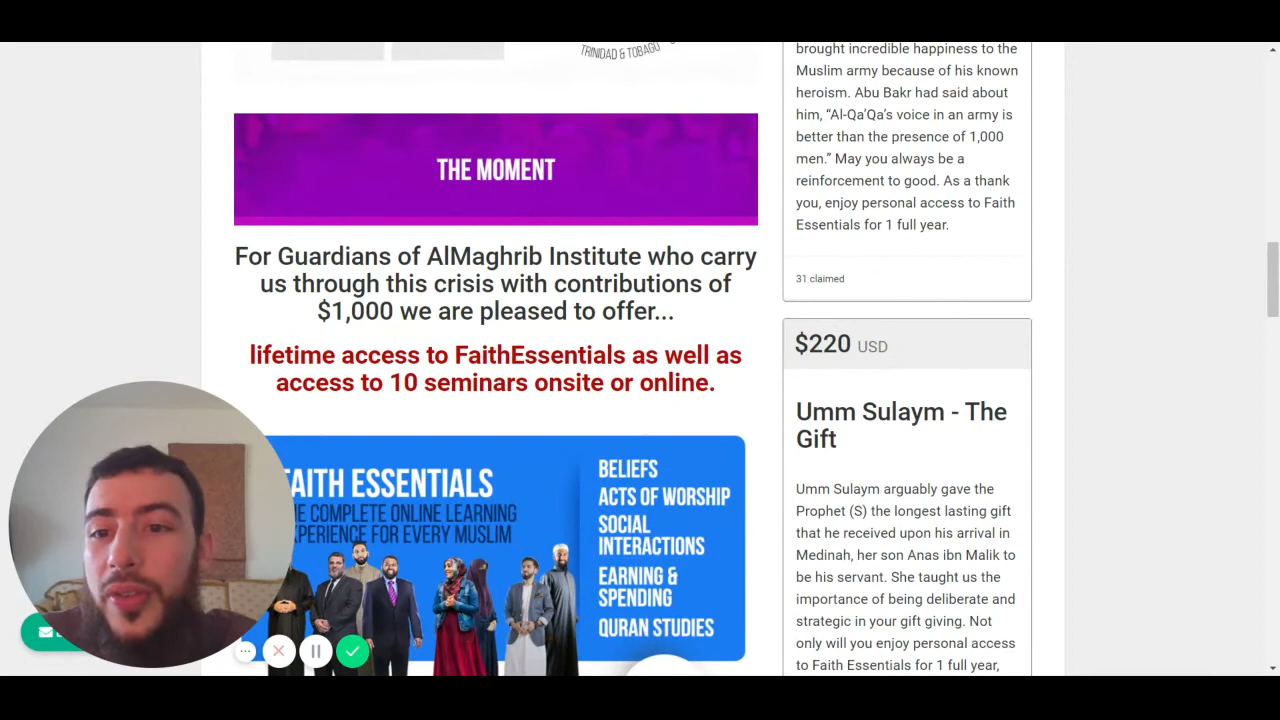 TRINIDAD & TOBAGO
THE MOMENT
For Guardians of AlMaghrib Institute who carry
us through this crisis with contributions of
$1,000 we are pleased to offer...
lifetime access to FaithEssentials as well as
access to 10 seminars onsite or online.
FAITH ESSENTIALS
COMPLETE ONLINE LEARNING
EXPERIENCE FOR EVERY MUSLIM
BELIEFS
ACTS OF WORSHIP
SOCIAL
INTERACTIONS
EARNING &
SPENDING
QURAN STUDIES
brought incredible happiness to the
Muslim army because of his known
heroism. Abu Bakr had said about
him, “Al-Qa’Qa’s voice in an army is
better than the presence of 1,000
men.” May you always be a
reinforcement to good. As a thank
you, enjoy personal access to Faith
Essentials for 1 full year.
31 claimed
$220 USD
Umm Sulaym - The
Gift
Umm Sulaym arguably gave the
Prophet (S) the longest lasting gift
that he received upon his arrival in
Medinah, her son Anas ibn Malik to
be his servant. She taught us the
importance of being deliberate and
strategic in your gift giving. Not
only will you enjoy personal access
to Faith Essentials for 1 full year,